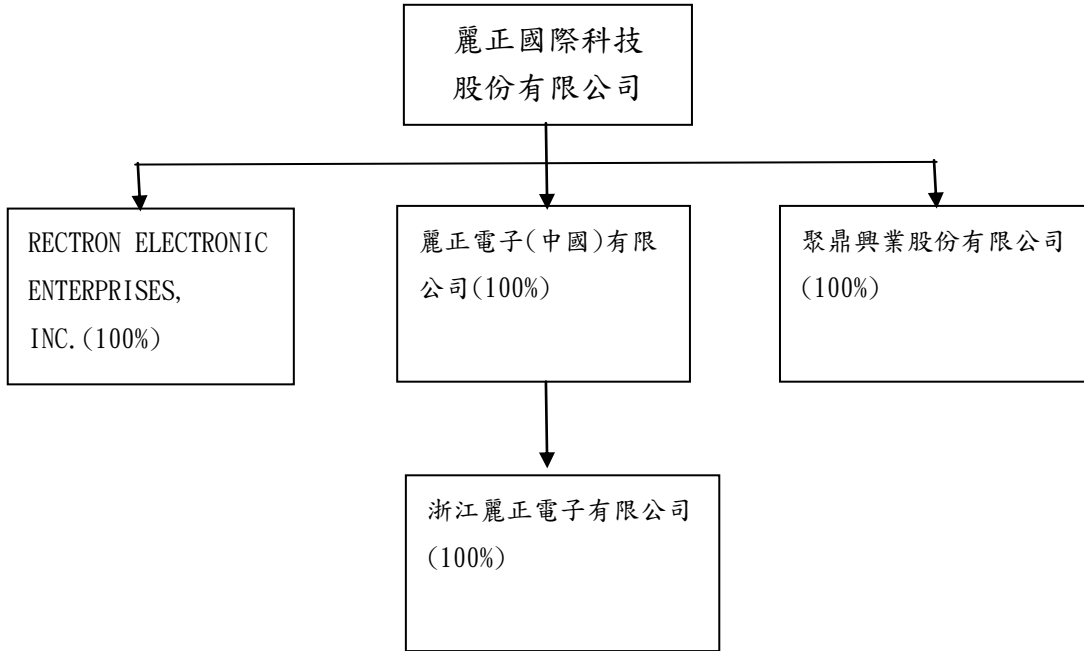 麗正國際科技
股份有限公司
RECTRON ELECTRONIC
ENTERPRISES,
INC.(100%)
麗正電子(中國)有限
公司(100%)
聚鼎興業股份有限公司
(100%)
浙江麗正電子有限公司
(100%)